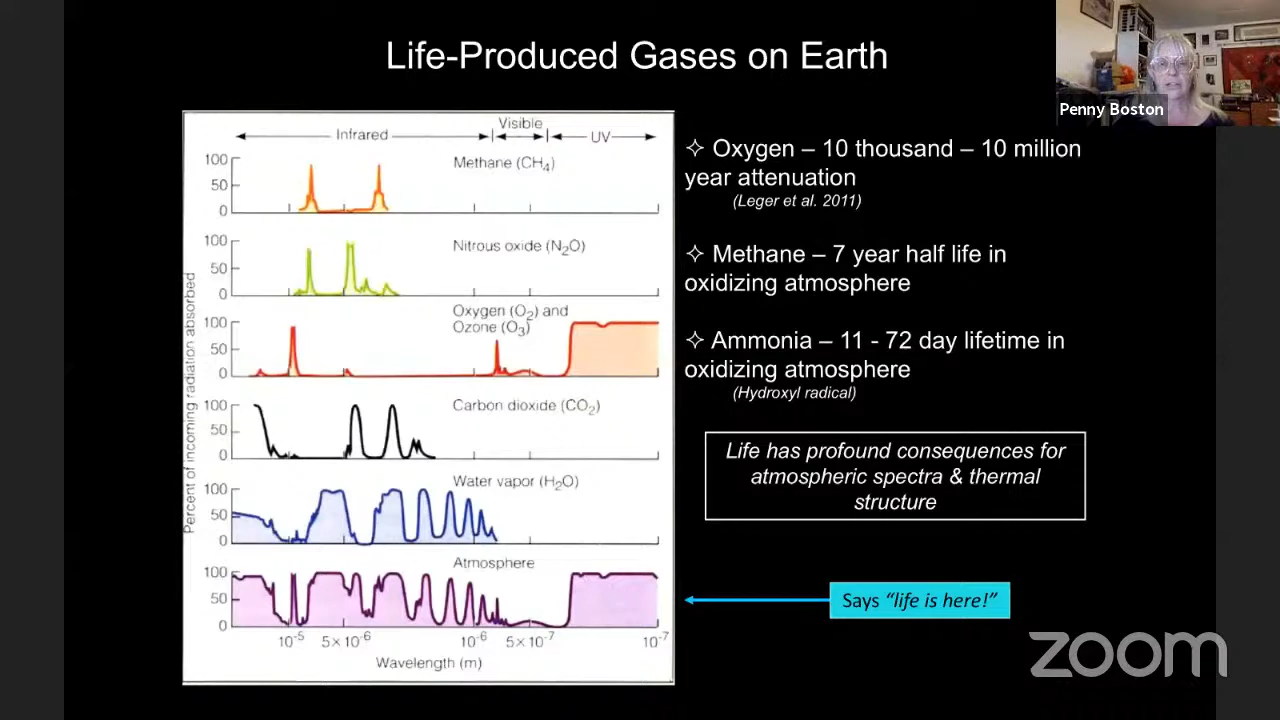 Life-Produced Gases on Earth
Penny Boston
Infrared
Visible
UV
Methane (CH₄)
100
50
0
Nitrous oxide (N₂O)
100
50
0
Oxygen (O₂) and
Ozone (O₃)
100
50
0
Carbon dioxide (CO₂)
100
50
0
Water vapor (H₂O)
100
50
0
Atmosphere
100
50
0
Percent of incoming radiation absorbed
10⁻⁵ 5×10⁻⁶ 10⁻⁶ 5×10⁻⁷ 10⁻⁷
Wavelength (m)
✧ Oxygen – 10 thousand – 10 million
year attenuation
(Leger et al. 2011)
✧ Methane – 7 year half life in
oxidizing atmosphere
✧ Ammonia – 11 - 72 day lifetime in
oxidizing atmosphere
(Hydroxyl radical)
Life has profound consequences for
atmospheric spectra & thermal
structure
Says “life is here!”
zoom